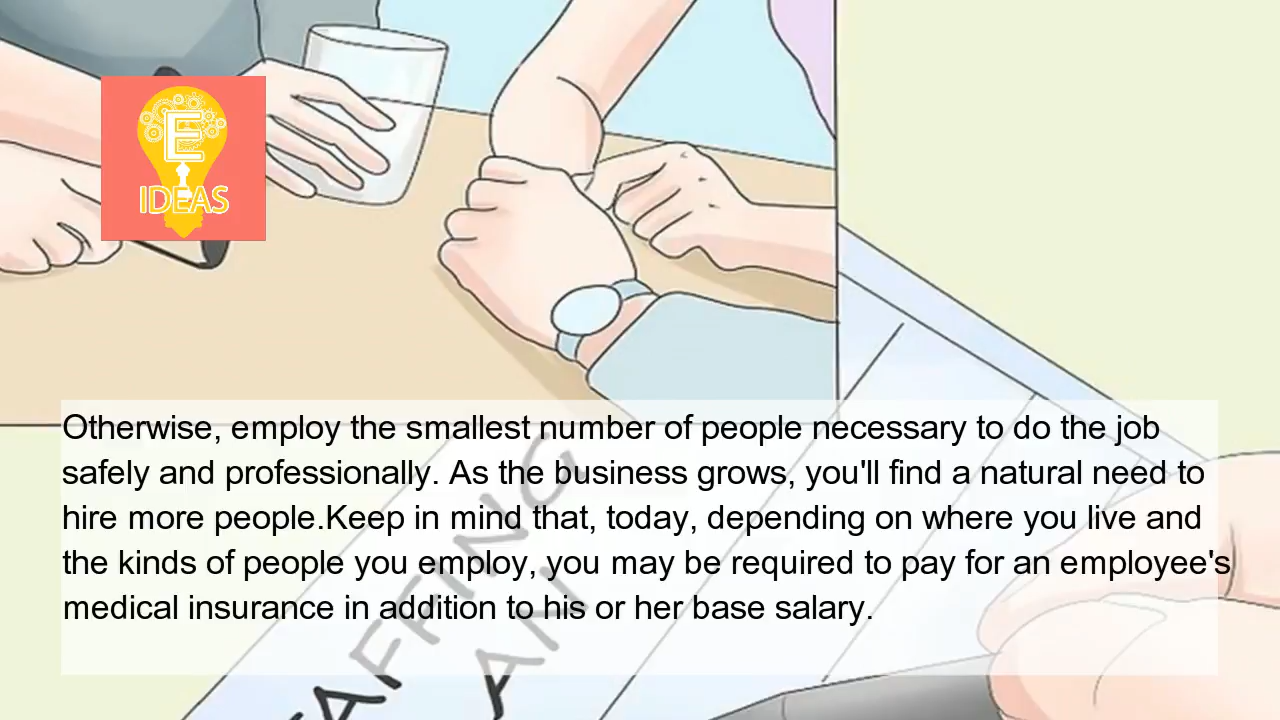 E
IDEAS
Otherwise, employ the smallest number of people necessary to do the job
safely and professionally. As the business grows, you'll find a natural need to
hire more people.Keep in mind that, today, depending on where you live and
the kinds of people you employ, you may be required to pay for an employee's
medical insurance in addition to his or her base salary.